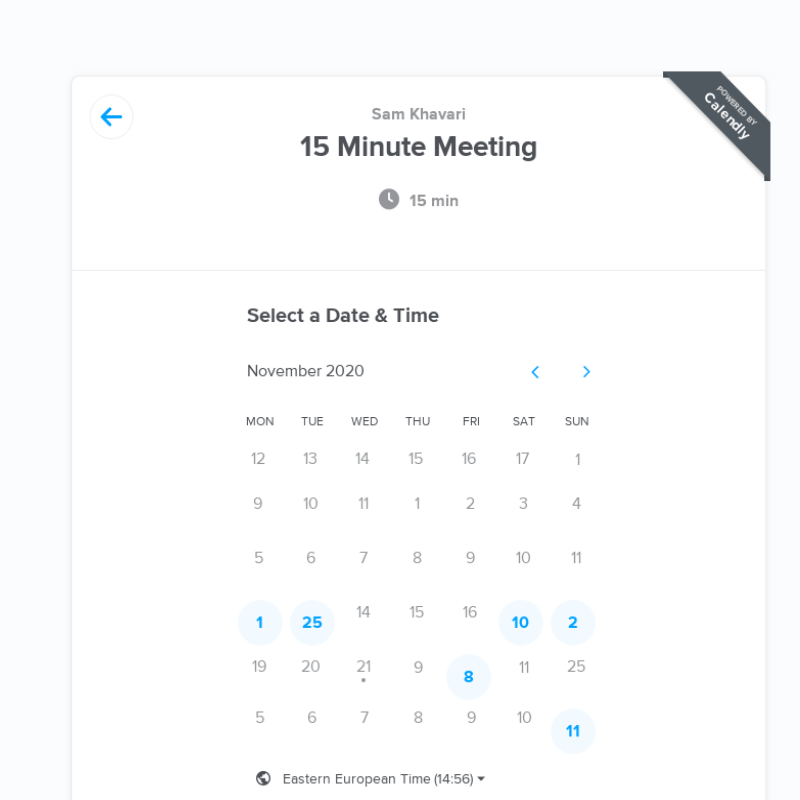 POWERED BY
Calendly
Sam Khavari
15 Minute Meeting
15 min
Select a Date & Time
November 2020
MON TUE WED THU FRI SAT SUN
12 13 14 15 16 17 1
9 10 11 1 2 3 4
5 6 7 8 9 10 11
1 25 14 15 16 10 2
19 20 21 9 8 11 25
5 6 7 8 9 10 11
Eastern European Time (14:56)